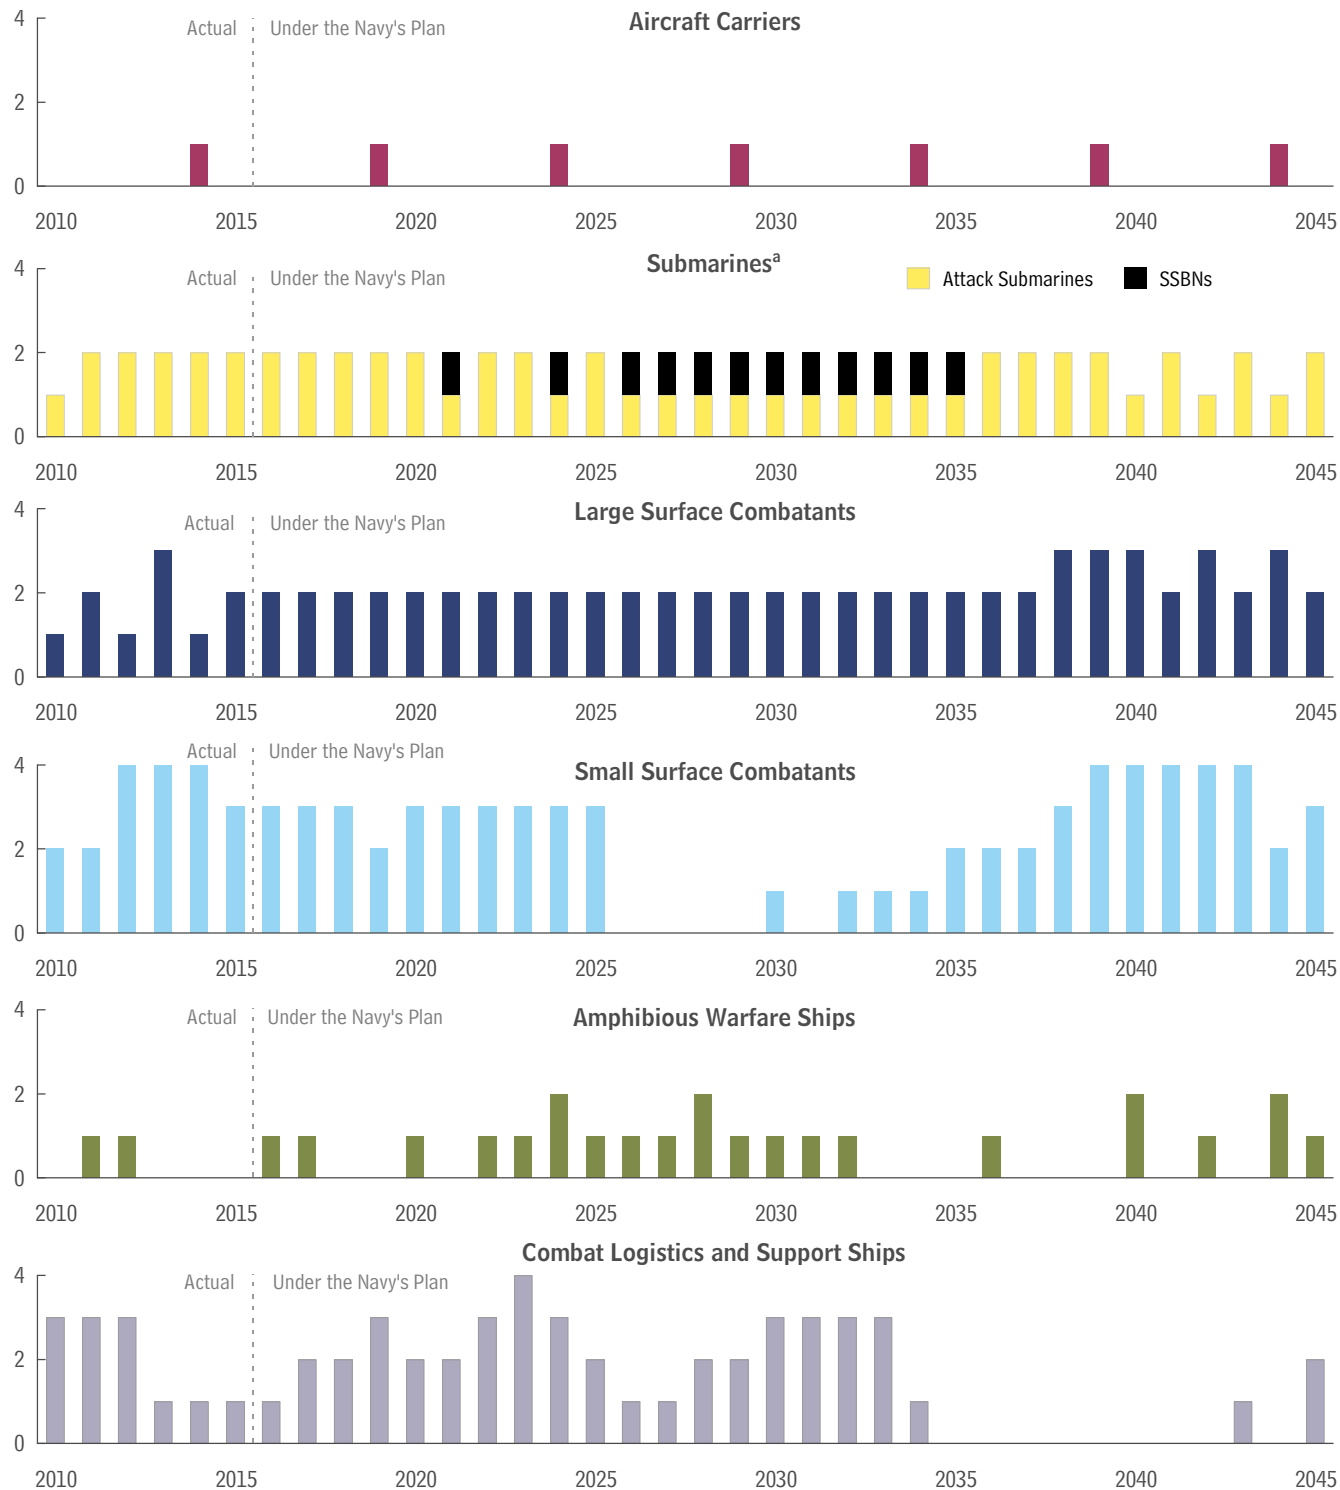 Aircraft Carriers
Actual Under the Navy's Plan
4
2
0
2010 2015 2020 2025 2030 2035 2040 2045
Submarinesª
Actual Under the Navy's Plan
Attack Submarines SSBNs
4
2
0
2010 2015 2020 2025 2030 2035 2040 2045
Large Surface Combatants
Actual Under the Navy's Plan
4
2
0
2010 2015 2020 2025 2030 2035 2040 2045
Actual Under the Navy's Plan
Small Surface Combatants
4
2
0
2010 2015 2020 2025 2030 2035 2040 2045
Actual Under the Navy's Plan
Amphibious Warfare Ships
4
2
0
2010 2015 2020 2025 2030 2035 2040 2045
Combat Logistics and Support Ships
Actual Under the Navy's Plan
4
2
0
2010 2015 2020 2025 2030 2035 2040 2045